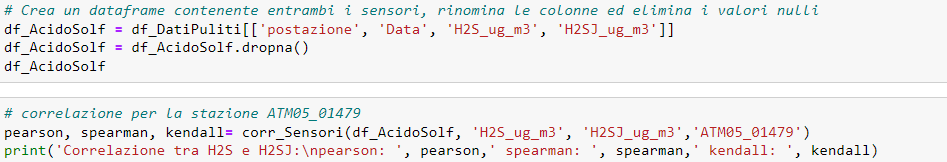 # Crea un dataframe contenente entrambi i sensori, rinomina le colonne ed elimina i valori nulli
df_AcidoSolf = df_DatiPuliti[['postazione', 'Data', 'H2S_ug_m3', 'H2SJ_ug_m3']]
df_AcidoSolf = df_AcidoSolf.dropna()
df_AcidoSolf
# correlazione per la stazione ATM05_01479
pearson, spearman, kendall= corr_Sensori(df_AcidoSolf, 'H2S_ug_m3', 'H2SJ_ug_m3','ATM05_01479')
print('Correlazione tra H2S e H2SJ:\npearson: ', pearson,' spearman: ', spearman,' kendall: ', kendall)